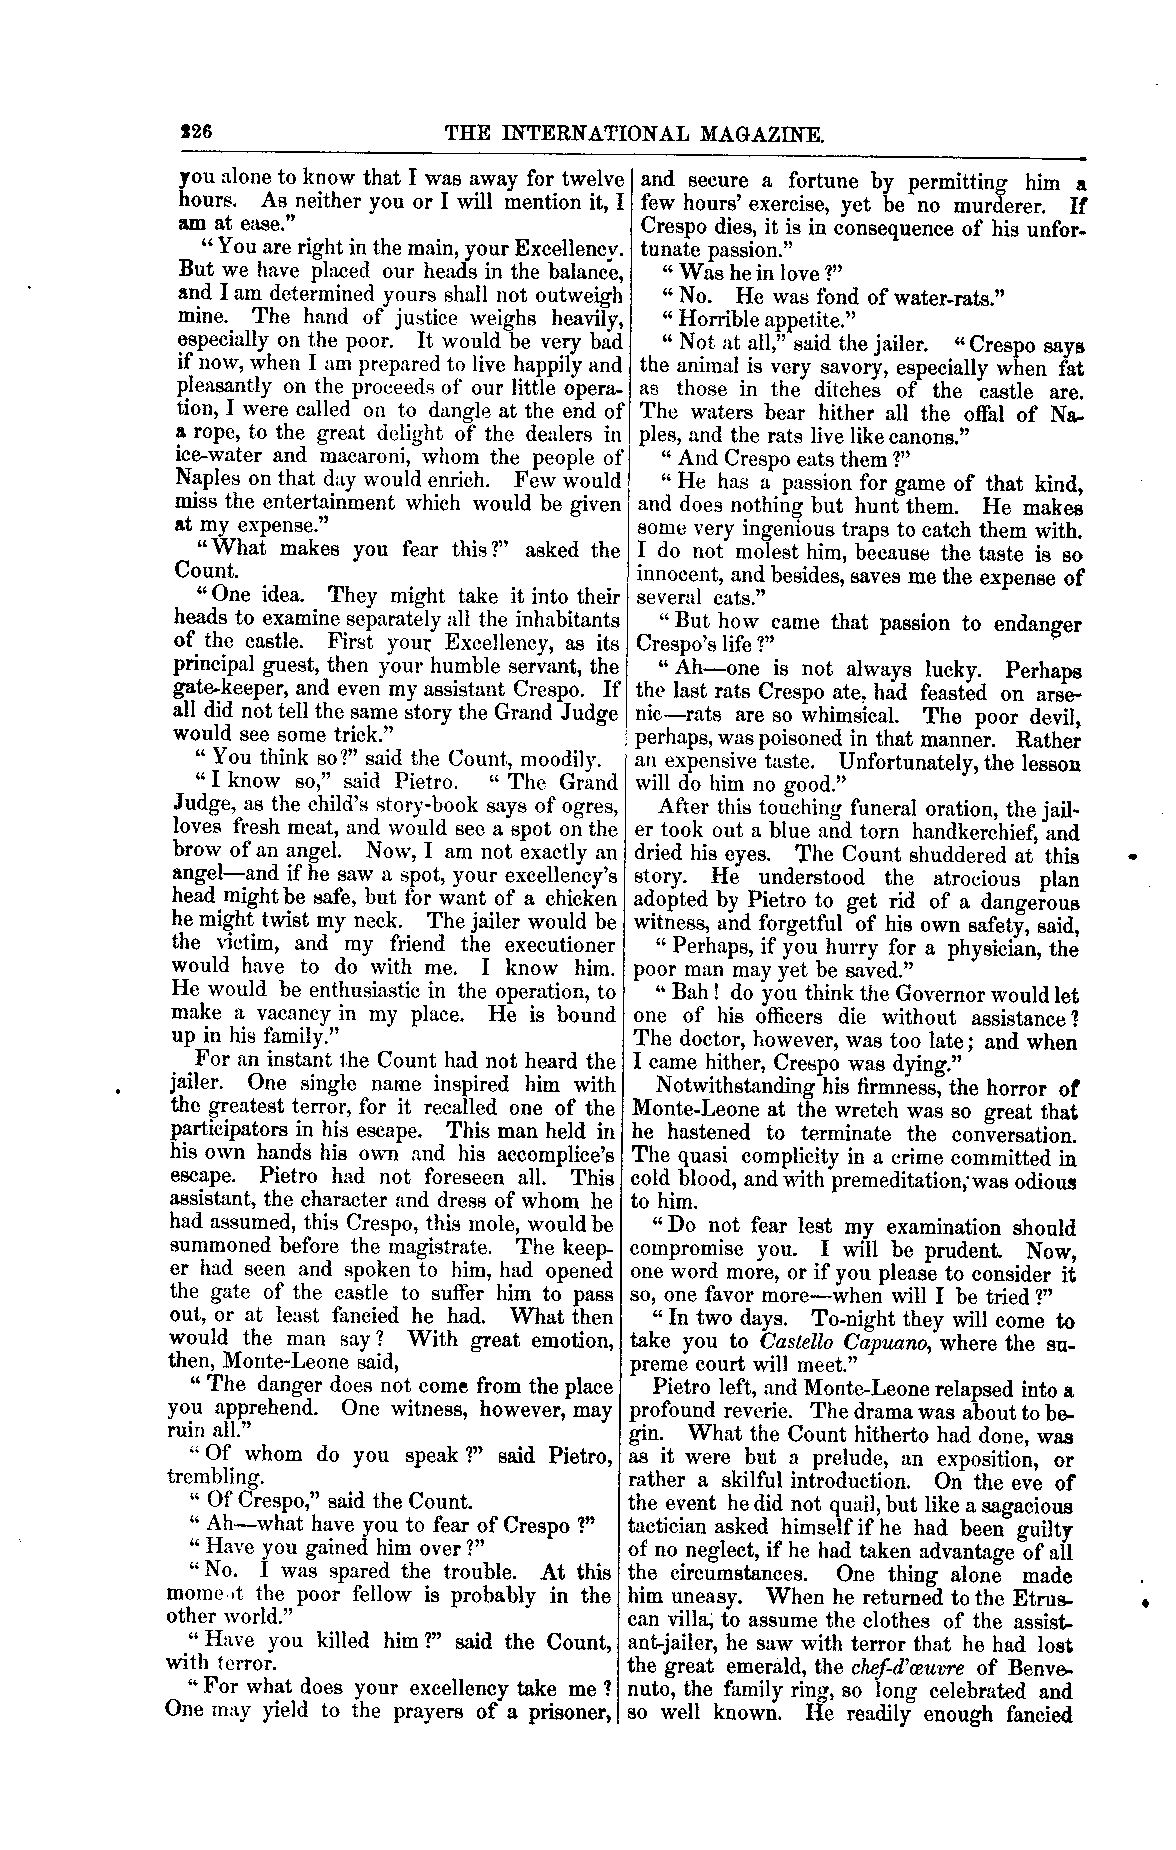 226 THE INTERNATIONAL MAGAZINE.
you alone to know that I was away for twelve
hours. As neither you or I will mention it, I
am at ease.”
“You are right in the main, your Excellency.
But we have placed our heads in the balance,
and I am determined yours shall not outweigh
mine. The hand of justice weighs heavily,
especially on the poor. It would be very bad
if now, when I am prepared to live happily and
pleasantly on the proceeds of our little opera-
tion, I were called on to dangle at the end of
a rope, to the great delight of the dealers in
ice-water and macaroni, whom the people of
Naples on that day would enrich. Few would
miss the entertainment which would be given
at my expense.”
“What makes you fear this?” asked the
Count.
“One idea. They might take it into their
heads to examine separately all the inhabitants
of the castle. First your Excellency, as its
principal guest, then your humble servant, the
gate-keeper, and even my assistant Crespo. If
all did not tell the same story the Grand Judge
would see some trick.”
“You think so?” said the Count, moodily.
“I know so,” said Pietro. “The Grand
Judge, as the child’s story-book says of ogres,
loves fresh meat, and would see a spot on the
brow of an angel. Now, I am not exactly an
angel—and if he saw a spot, your excellency’s
head might be safe, but for want of a chicken
he might twist my neck. The jailer would be
the victim, and my friend the executioner
would have to do with me. I know him.
He would be enthusiastic in the operation, to
make a vacancy in my place. He is bound
up in his family.”
For an instant the Count had not heard the
jailer. One single name inspired him with
the greatest terror, for it recalled one of the
participators in his escape. This man held in
his own hands his own and his accomplice’s
escape. Pietro had not foreseen all. This
assistant, the character and dress of whom he
had assumed, this Crespo, this mole, would be
summoned before the magistrate. The keep-
er had seen and spoken to him, had opened
the gate of the castle to suffer him to pass
out, or at least fancied he had. What then
would the man say? With great emotion,
then, Monte-Leone said,
“The danger does not come from the place
you apprehend. One witness, however, may
ruin all.”
“Of whom do you speak?” said Pietro,
trembling.
“Of Crespo,” said the Count.
“Ah—what have you to fear of Crespo?”
“Have you gained him over?”
“No. I was spared the trouble. At this
moment the poor fellow is probably in the
other world.”
“Have you killed him?” said the Count,
with terror.
“For what does your excellency take me?
One may yield to the prayers of a prisoner,
and secure a fortune by permitting him a
few hours’ exercise, yet be no murderer. If
Crespo dies, it is in consequence of his unfor-
tunate passion.”
“Was he in love?”
“No. He was fond of water-rats.”
“Horrible appetite.”
“Not at all,” said the jailer. “Crespo says
the animal is very savory, especially when fat
as those in the ditches of the castle are.
The waters bear hither all the offal of Na-
ples, and the rats live like canons.”
“And Crespo eats them?”
“He has a passion for game of that kind,
and does nothing but hunt them. He makes
some very ingenious traps to catch them with.
I do not molest him, because the taste is so
innocent, and besides, saves me the expense of
several cats.”
“But how came that passion to endanger
Crespo’s life?”
“Ah—one is not always lucky. Perhaps
the last rats Crespo ate, had feasted on arse-
nic—rats are so whimsical. The poor devil,
perhaps, was poisoned in that manner. Rather
an expensive taste. Unfortunately, the lesson
will do him no good.”
After this touching funeral oration, the jail-
er took out a blue and torn handkerchief, and
dried his eyes. The Count shuddered at this
story. He understood the atrocious plan
adopted by Pietro to get rid of a dangerous
witness, and forgetful of his own safety, said,
“Perhaps, if you hurry for a physician, the
poor man may yet be saved.”
“Bah! do you think the Governor would let
one of his officers die without assistance?
The doctor, however, was too late; and when
I came hither, Crespo was dying.”
Notwithstanding his firmness, the horror of
Monte-Leone at the wretch was so great that
he hastened to terminate the conversation.
The quasi complicity in a crime committed in
cold blood, and with premeditation, was odious
to him.
“Do not fear lest my examination should
compromise you. I will be prudent. Now,
one word more, or if you please to consider it
so, one favor more—when will I be tried?”
“In two days. To-night they will come to
take you to Castello Capuano, where the su-
preme court will meet.”
Pietro left, and Monte-Leone relapsed into a
profound reverie. The drama was about to be-
gin. What the Count hitherto had done, was
as it were but a prelude, an exposition, or
rather a skilful introduction. On the eve of
the event he did not quail, but like a sagacious
tactician asked himself if he had been guilty
of no neglect, if he had taken advantage of all
the circumstances. One thing alone made
him uneasy. When he returned to the Etrus-
can villa, to assume the clothes of the assist-
ant-jailer, he saw with terror that he had lost
the great emerald, the chef-d’œuvre of Benve-
nuto, the family ring, so long celebrated and
so well known. He readily enough fancied